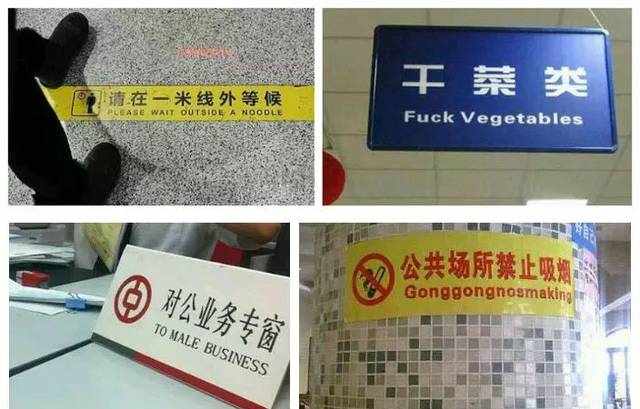 请在一米线外等候
PLEASE WAIT OUTSIDE A NOODLE
干菜类
Fuck Vegetables
对公业务专窗
TO MALE BUSINESS
公共场所禁止吸烟
Gonggongnosmaking